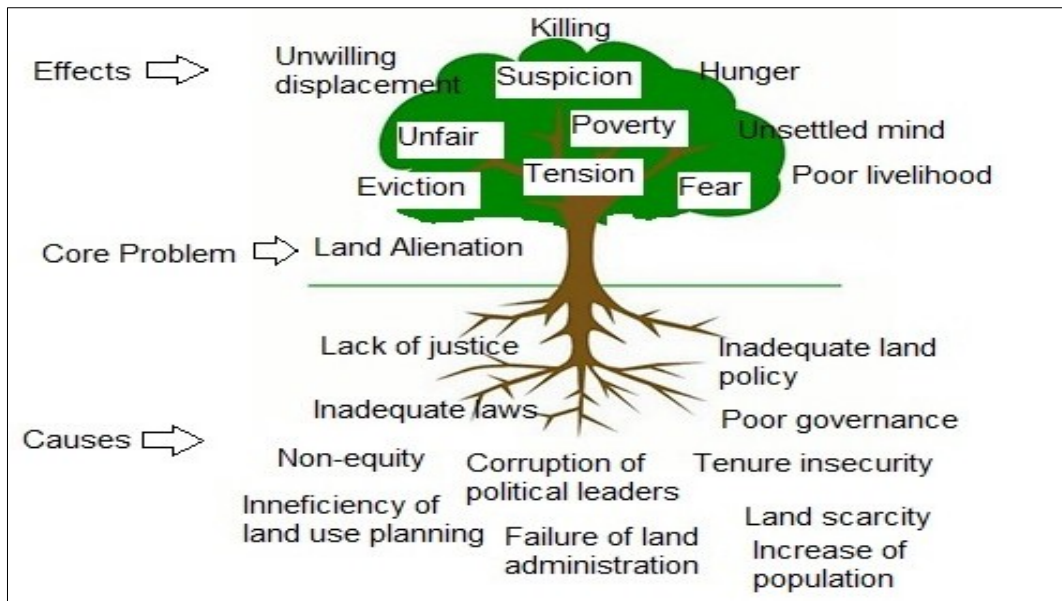 Killing
Effects
Unwilling
displacement
Suspicion
Hunger
Unfair
Poverty
Unsettled mind
Eviction
Tension
Fear
Poor livelihood
Core Problem
Land Alienation
Lack of justice
Inadequate land
policy
Inadequate laws
Poor governance
Causes
Non-equity
Corruption of
political leaders
Tenure insecurity
Inneficiency of
land use planning
Failure of land
administration
Land scarcity
Increase of
population